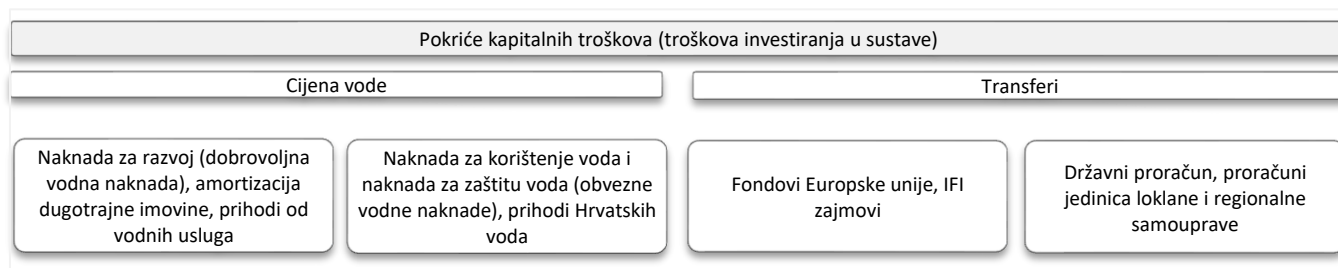 Pokriće kapitalnih troškova (troškova investiranja u sustave)
Cijena vode
Transferi
Naknada za razvoj (dobrovoljna
vodna naknada), amortizacija
dugotrajne imovine, prihodi od
vodnih usluga
Naknada za korištenje voda i
naknada za zaštitu voda (obvezne
vodne naknade), prihodi Hrvatskih
voda
Fondovi Europske unije, IFI
zajmovi
Državni proračun, proračuni
jedinica loklane i regionalne
samouprave